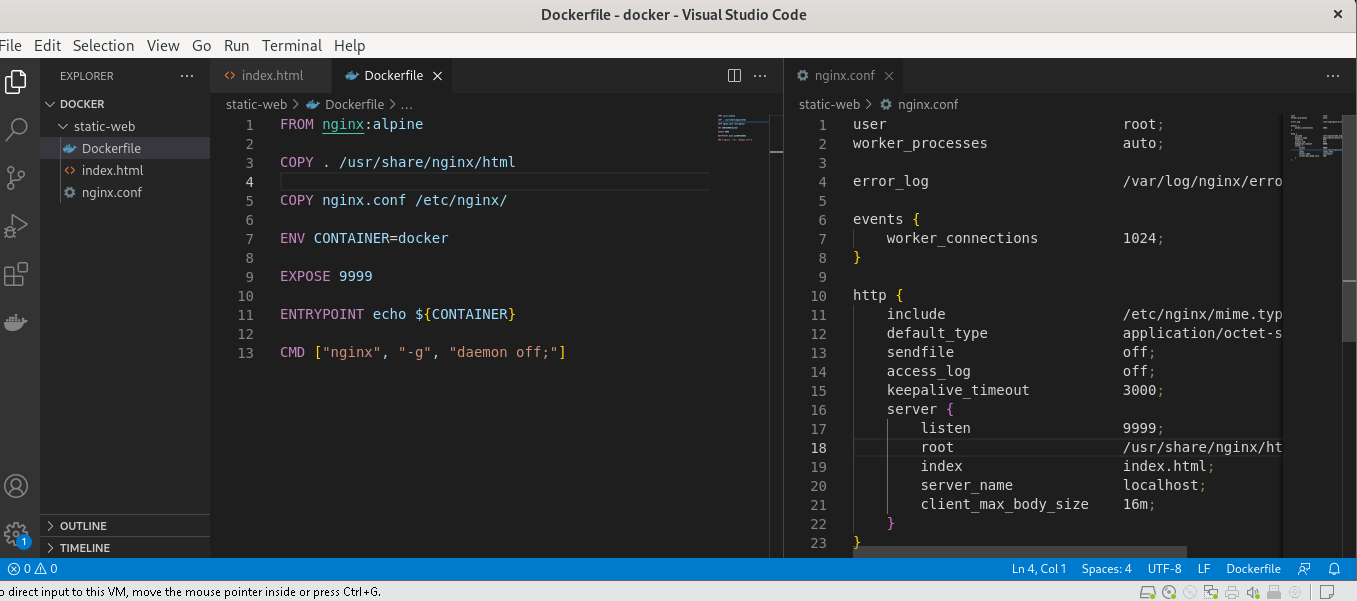 Dockerfile - docker - Visual Studio Code
File Edit Selection View Go Run Terminal Help
EXPLORER
DOCKER
static-web
Dockerfile
index.html
nginx.conf
OUTLINE
TIMELINE
1
index.html Dockerfile
static-web > Dockerfile > ...
1 FROM nginx:alpine
2
3 COPY . /usr/share/nginx/html
4
5 COPY nginx.conf /etc/nginx/
6
7 ENV CONTAINER=docker
8
9 EXPOSE 9999
10
11 ENTRYPOINT echo ${CONTAINER}
12
13 CMD ["nginx", "-g", "daemon off;"]
nginx.conf
static-web > nginx.conf
1 user root;
2 worker_processes auto;
3
4 error_log /var/log/nginx/erro
5
6 events {
7 worker_connections 1024;
8 }
9
10 http {
11 include /etc/nginx/mime.typ
12 default_type application/octet-s
13 sendfile off;
14 access_log off;
15 keepalive_timeout 3000;
16 server {
17 listen 9999;
18 root /usr/share/nginx/ht
19 index index.html;
20 server_name localhost;
21 client_max_body_size 16m;
22 }
23 }
0 0 Ln 4, Col 1 Spaces: 4 UTF-8 LF Dockerfile
o direct input to this VM, move the mouse pointer inside or press Ctrl+G.